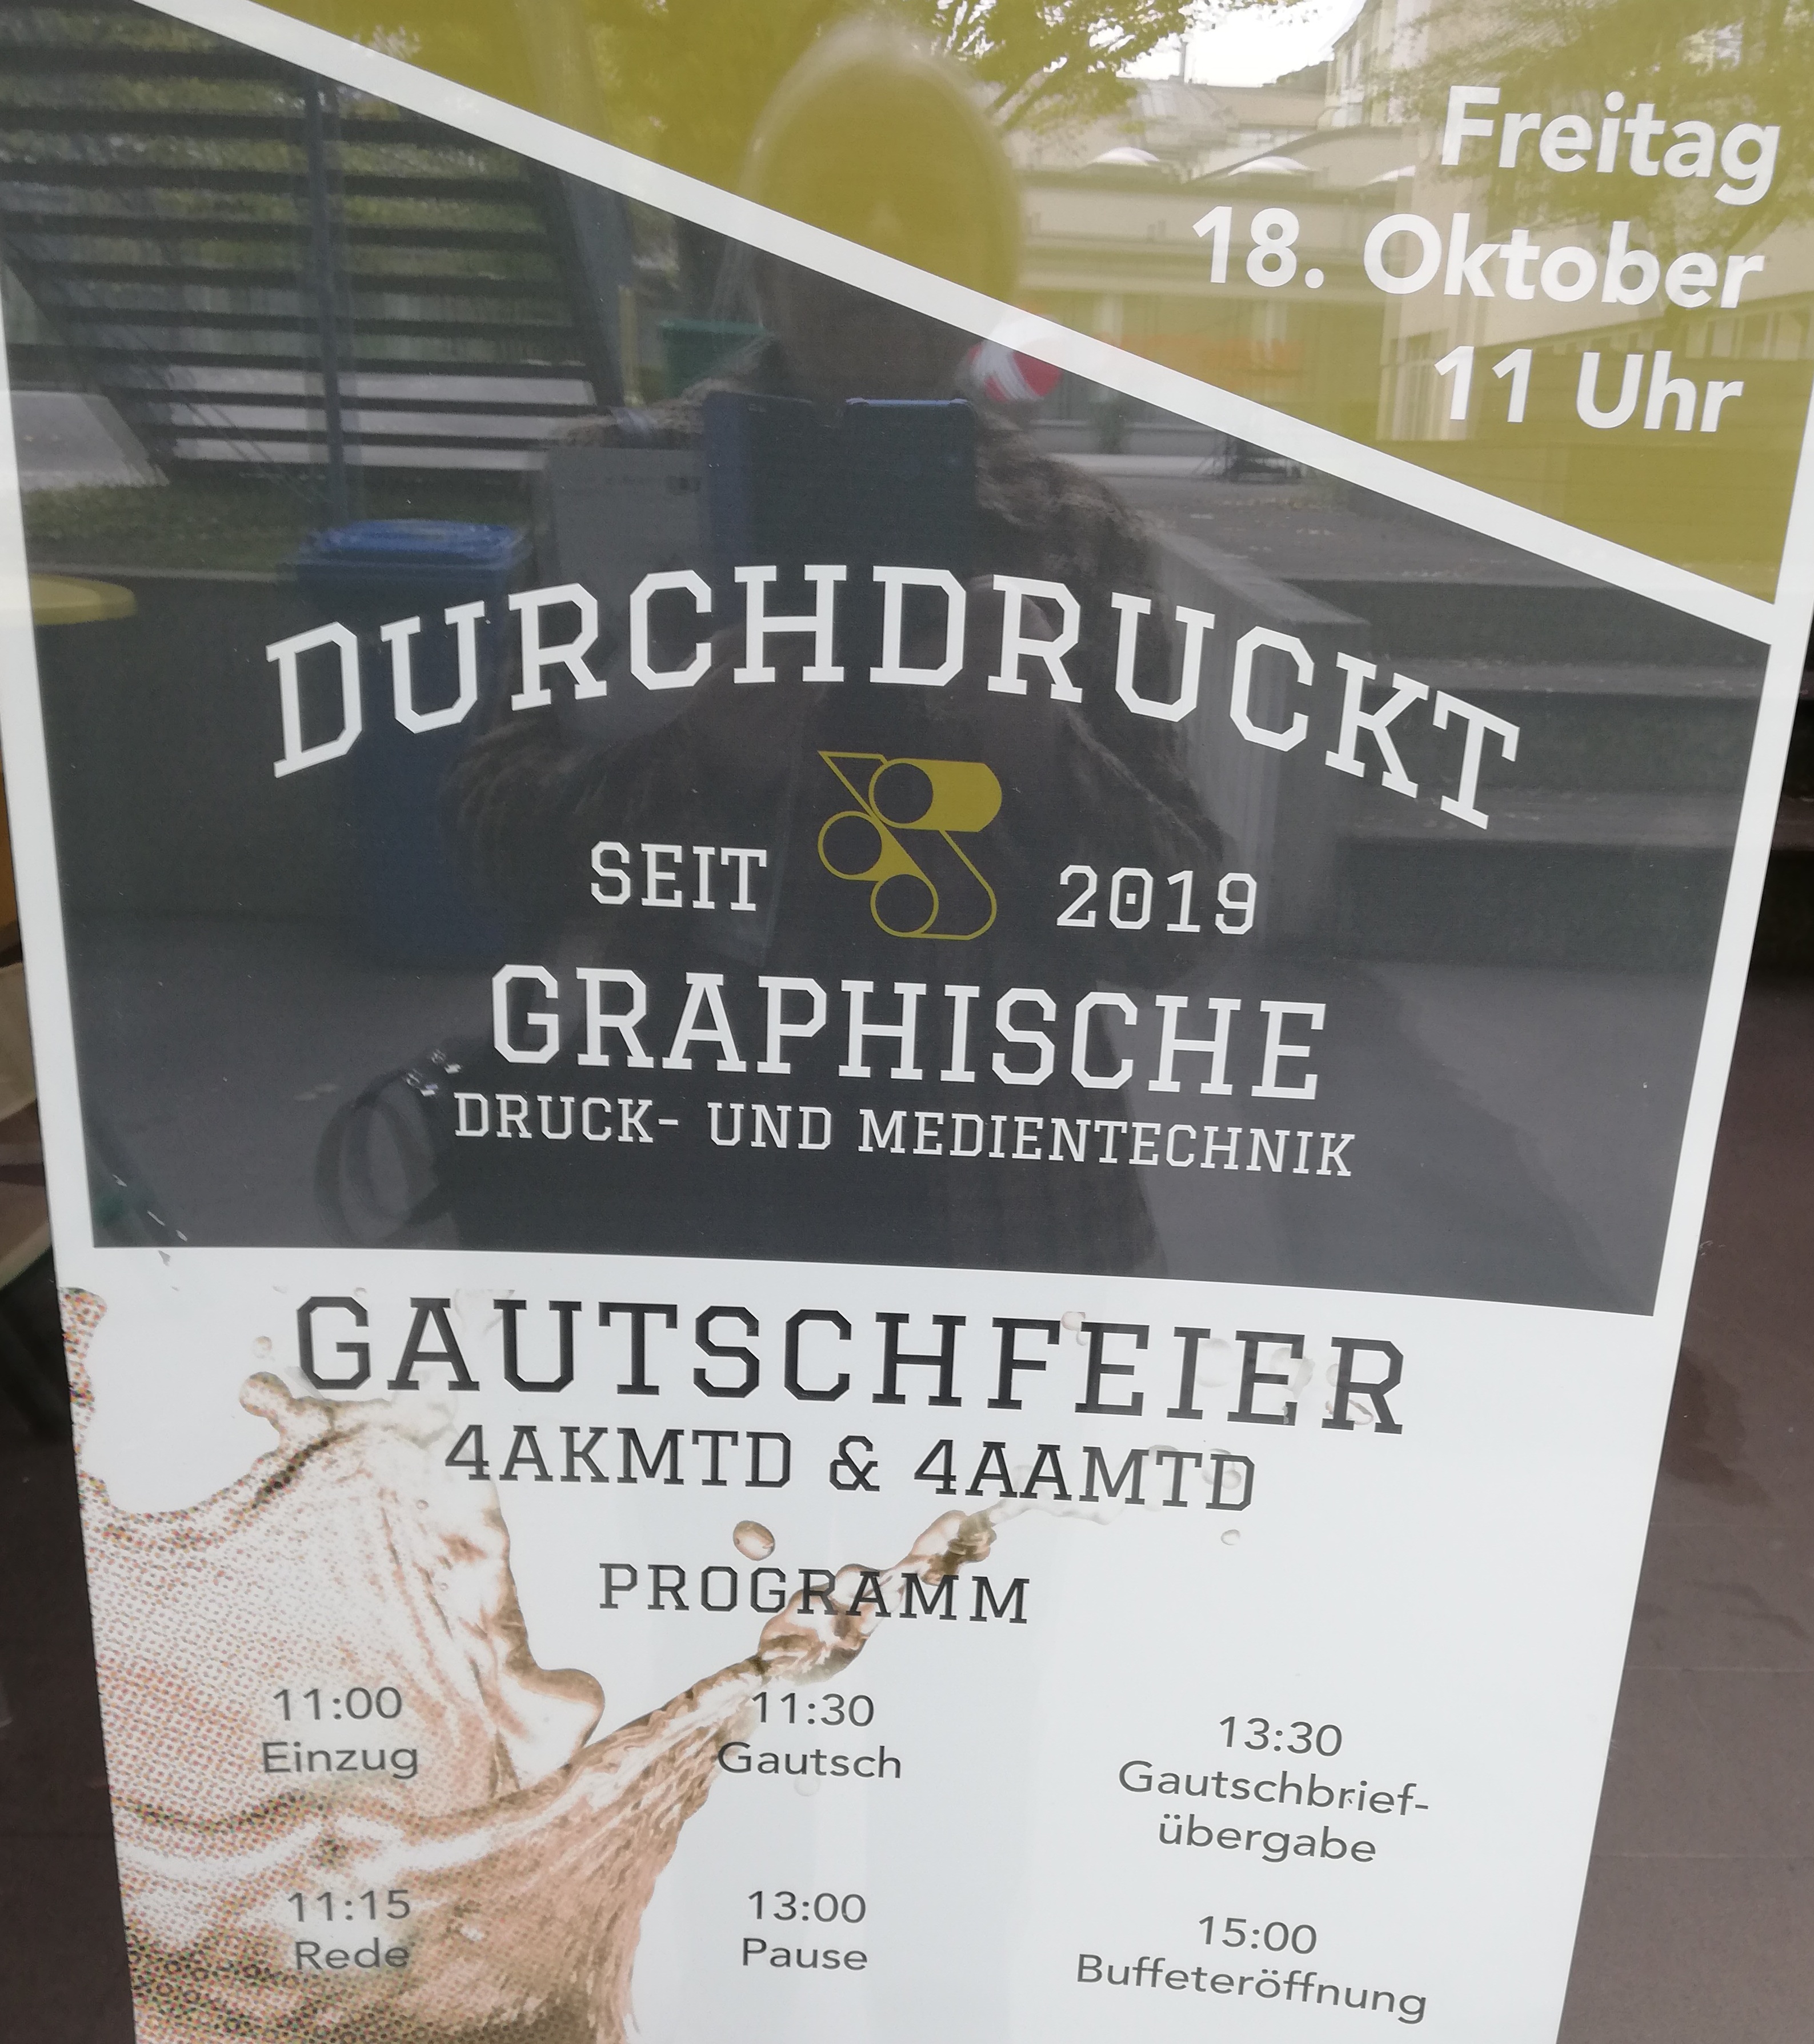 Freitag
18. Oktober
11 Uhr
DURCHDRUCKT
SEIT 2019
GRAPHISCHE
DRUCK- UND MEDIENTECHNIK
GAUTSCHFEIER
4AKMTD & 4AAMTD
PROGRAMM
11:00
Einzug
11:15
Rede
11:30
Gautsch
13:00
Pause
13:30
Gautschbrief-
übergabe
15:00
Buffeteröffnung